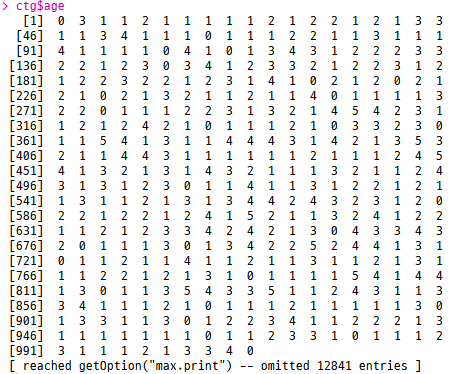 > ctg$age
[1] 0 3 1 1 2 1 1 1 1 1 2 1 2 2 1 2 1 3 3
[46] 1 1 3 4 1 1 1 0 1 1 1 2 2 1 1 3 1 1 1
[91] 4 1 1 1 1 0 4 1 0 1 3 4 3 1 2 2 2 3 3
[136] 2 2 1 2 3 0 3 4 1 2 3 3 2 1 2 2 3 1 2
[181] 1 2 2 3 2 2 1 2 3 1 4 1 0 2 1 2 0 2 1
[226] 2 1 0 2 1 3 2 1 1 2 1 1 4 0 1 1 1 1 3
[271] 2 2 0 1 1 1 2 2 3 1 3 2 1 4 5 4 2 3 1
[316] 1 2 1 2 4 2 1 0 1 1 1 2 1 0 3 3 2 3 0
[361] 1 1 5 4 1 3 1 1 4 4 4 3 1 4 2 1 3 5 3
[406] 2 1 1 4 4 3 1 1 1 1 1 1 2 1 1 1 2 4 5
[451] 4 1 3 2 1 3 1 4 3 2 1 1 1 3 2 1 1 2 4
[496] 3 1 3 1 2 3 0 1 1 4 1 1 3 1 2 2 1 2 1
[541] 1 3 1 1 2 1 3 1 3 4 4 2 4 3 2 3 1 2 0
[586] 2 2 1 2 2 1 2 4 1 5 2 1 1 3 2 4 1 2 2
[631] 1 1 2 1 2 3 3 4 2 4 2 1 3 0 4 3 3 4 3
[676] 2 0 1 1 1 3 0 1 3 4 2 2 5 2 4 4 1 3 1
[721] 0 1 1 2 1 1 4 1 1 2 1 1 3 1 1 2 1 3 1
[766] 1 1 2 2 1 2 1 3 1 0 1 1 1 1 5 4 1 4 4
[811] 1 3 0 1 1 3 5 4 3 3 5 1 1 2 4 3 1 1 3
[856] 3 4 1 1 1 2 1 0 1 1 1 2 1 1 1 1 1 3 0
[901] 1 3 3 1 1 3 0 1 2 2 3 4 1 1 2 2 2 1 3
[946] 1 1 1 1 1 1 1 0 1 1 2 3 3 1 0 1 1 1 2
[991] 3 1 1 1 2 1 3 3 4 0
[ reached getOption("max.print") -- omitted 12841 entries ]